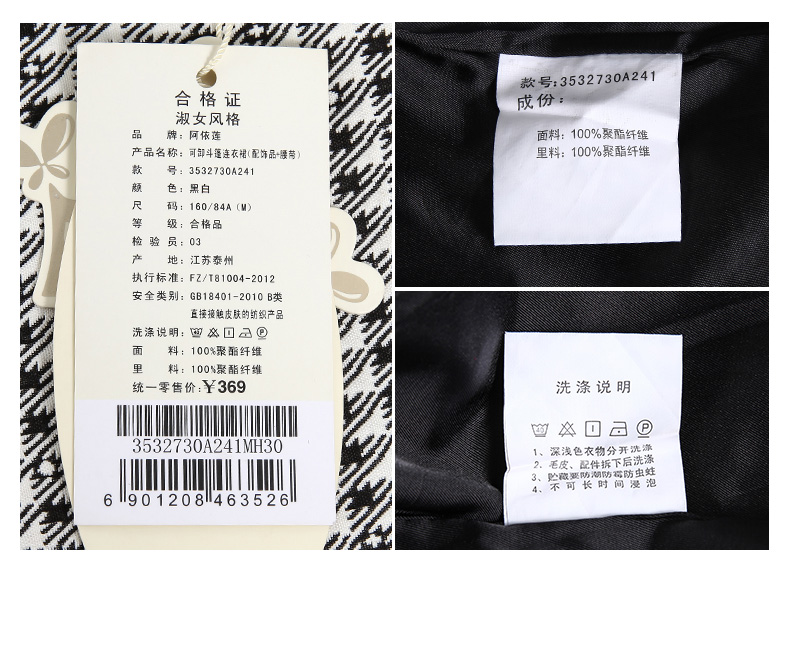 合格证
淑女风格
品 牌：阿依莲
产品名称：可卸斗蓬连衣裙(配饰品+腰带)
款 号：3532730A241
颜 色：黑白
尺 码：160/84A (M)
等 级：合格品
检 验 员：03
产 地：江苏泰州
执行标准：FZ/T81004-2012
安全类别：GB18401-2010 B类
直接接触皮肤的纺织产品
洗涤说明：
面 料：100%聚酯纤维
里 料：100%聚酯纤维
统一零售价:￥369
3532730A241MH30
6 901208 463526
款号:3532730A241
成份：
面料：100%聚酯纤维
里料：100%聚酯纤维
洗涤说明
1、深浅色衣物分开洗涤
2、毛皮、配件拆下后洗涤
3、贮藏要防潮防霉防虫蛀
4、不可长时间浸泡